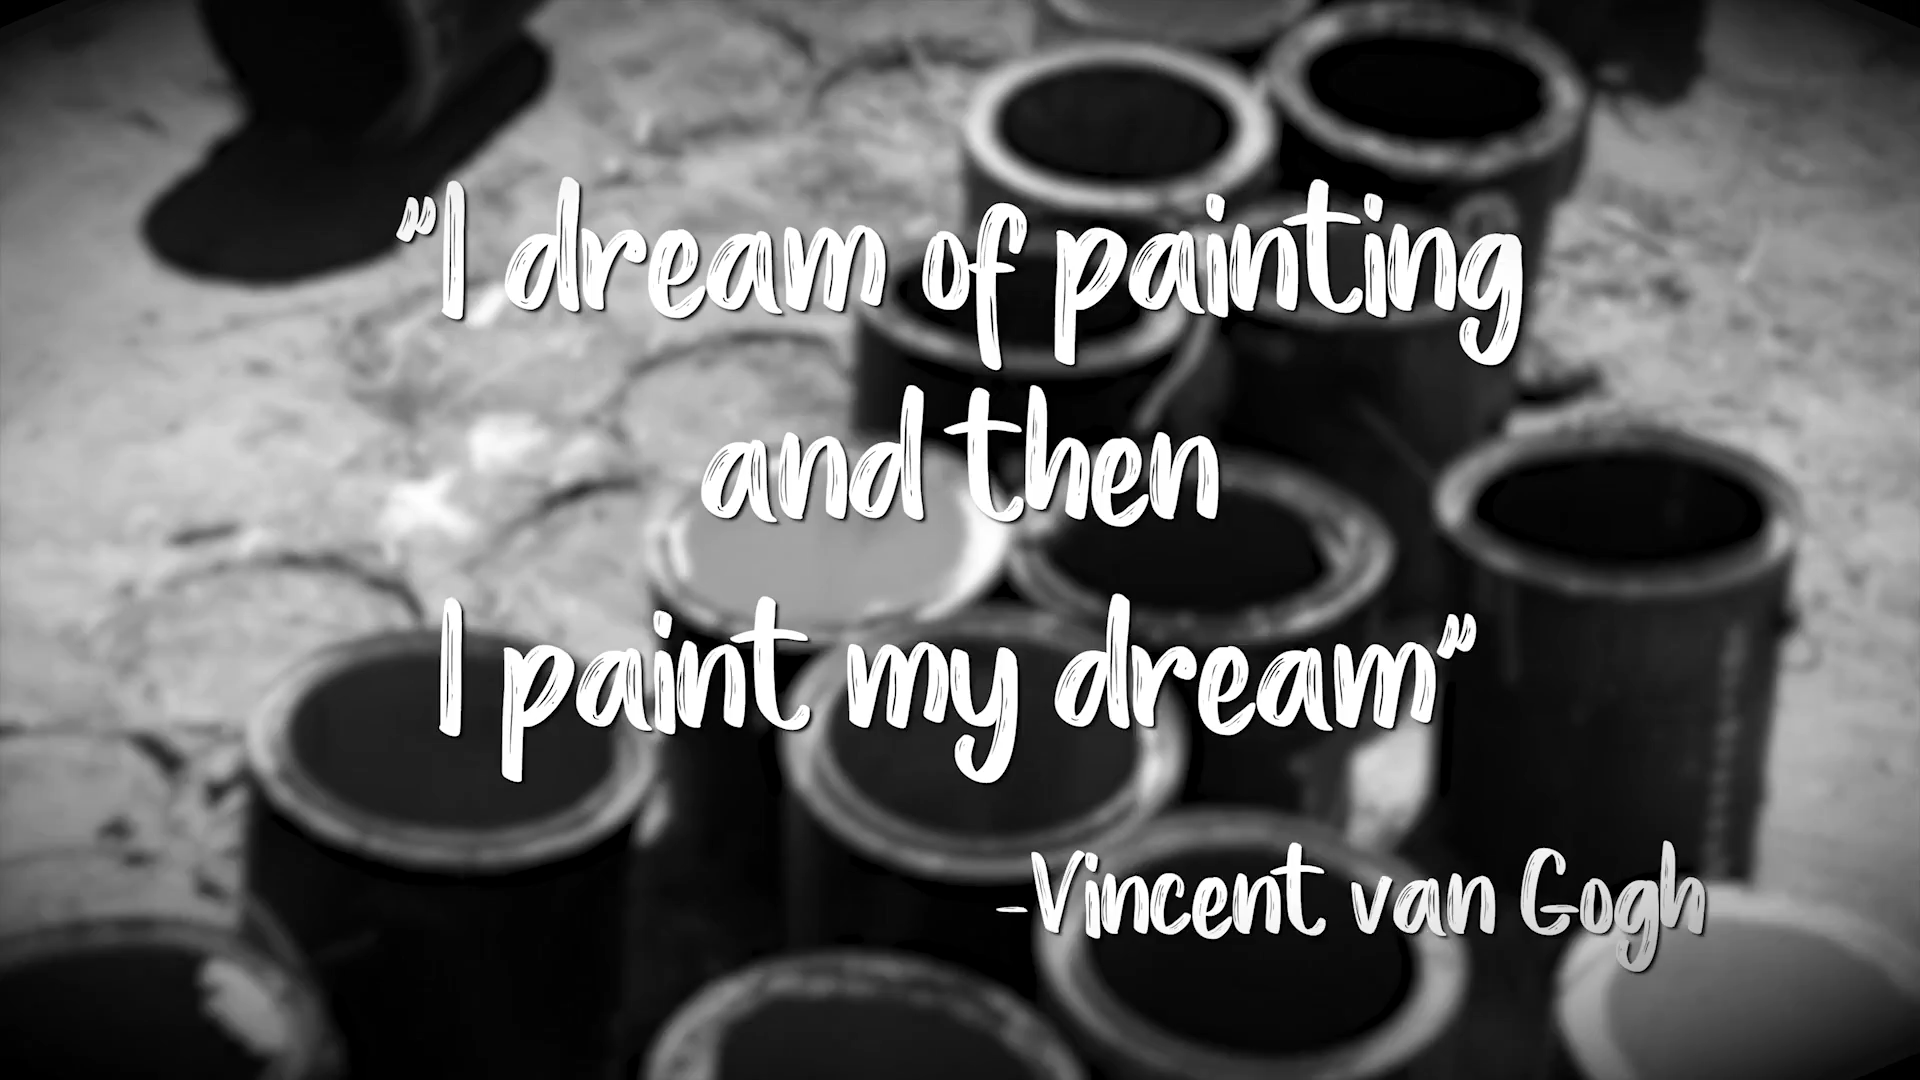 "I dream of painting
and then
I paint my dream"
-Vincent van Gogh